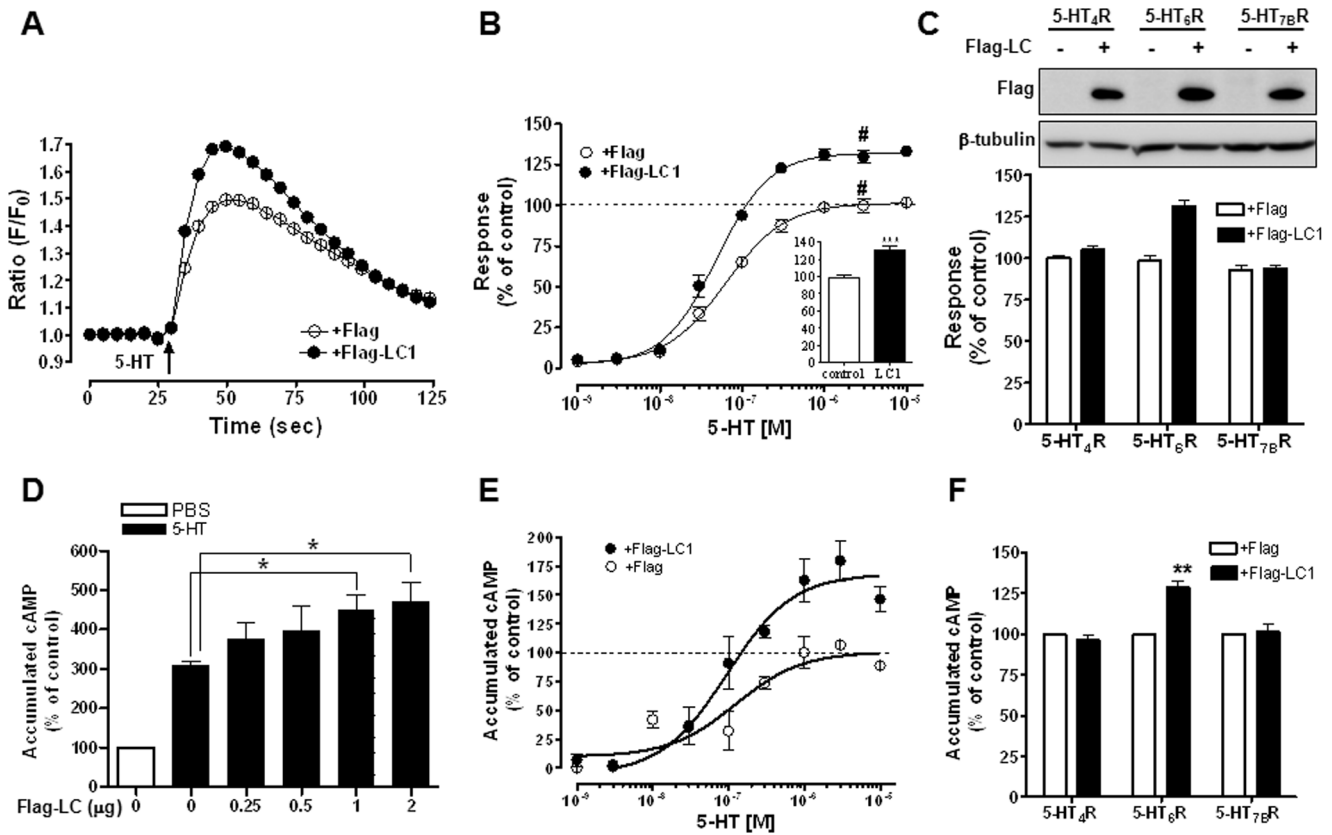 A
Ratio (F/F0)
1.7
1.6
1.5
1.4
1.3
1.2
1.1
1.0
0.9
5-HT
+Flag
+Flag-LC1
0 25 50 75 100 125
Time (sec)
B
Response
(% of control)
150
125
100
75
50
25
0
+Flag
+Flag-LC1
#
#
140
120
100
80
60
40
20
0
***
control LC1
10-9 10-8 10-7 10-6 10-5
5-HT [M]
C
5-HT4R 5-HT6R 5-HT7BR
Flag-LC - + - + - +
Flag
β-tubulin
Response
(% of control)
150
125
100
75
50
25
0
+Flag
+Flag-LC1
5-HT4R 5-HT6R 5-HT7BR
D
PBS
5-HT
Accumulated cAMP
(% of control)
600
500
400
300
200
100
0
*
*
Flag-LC (μg) 0 0 0.25 0.5 1 2
E
Accumulated cAMP
(% of control)
200
175
150
125
100
75
50
25
0
+Flag-LC1
+Flag
10-9 10-8 10-7 10-6 10-5
5-HT [M]
F
Accumulated cAMP
(% of control)
150
125
100
75
50
25
0
+Flag
+Flag-LC1
**
5-HT4R 5-HT6R 5-HT7BR